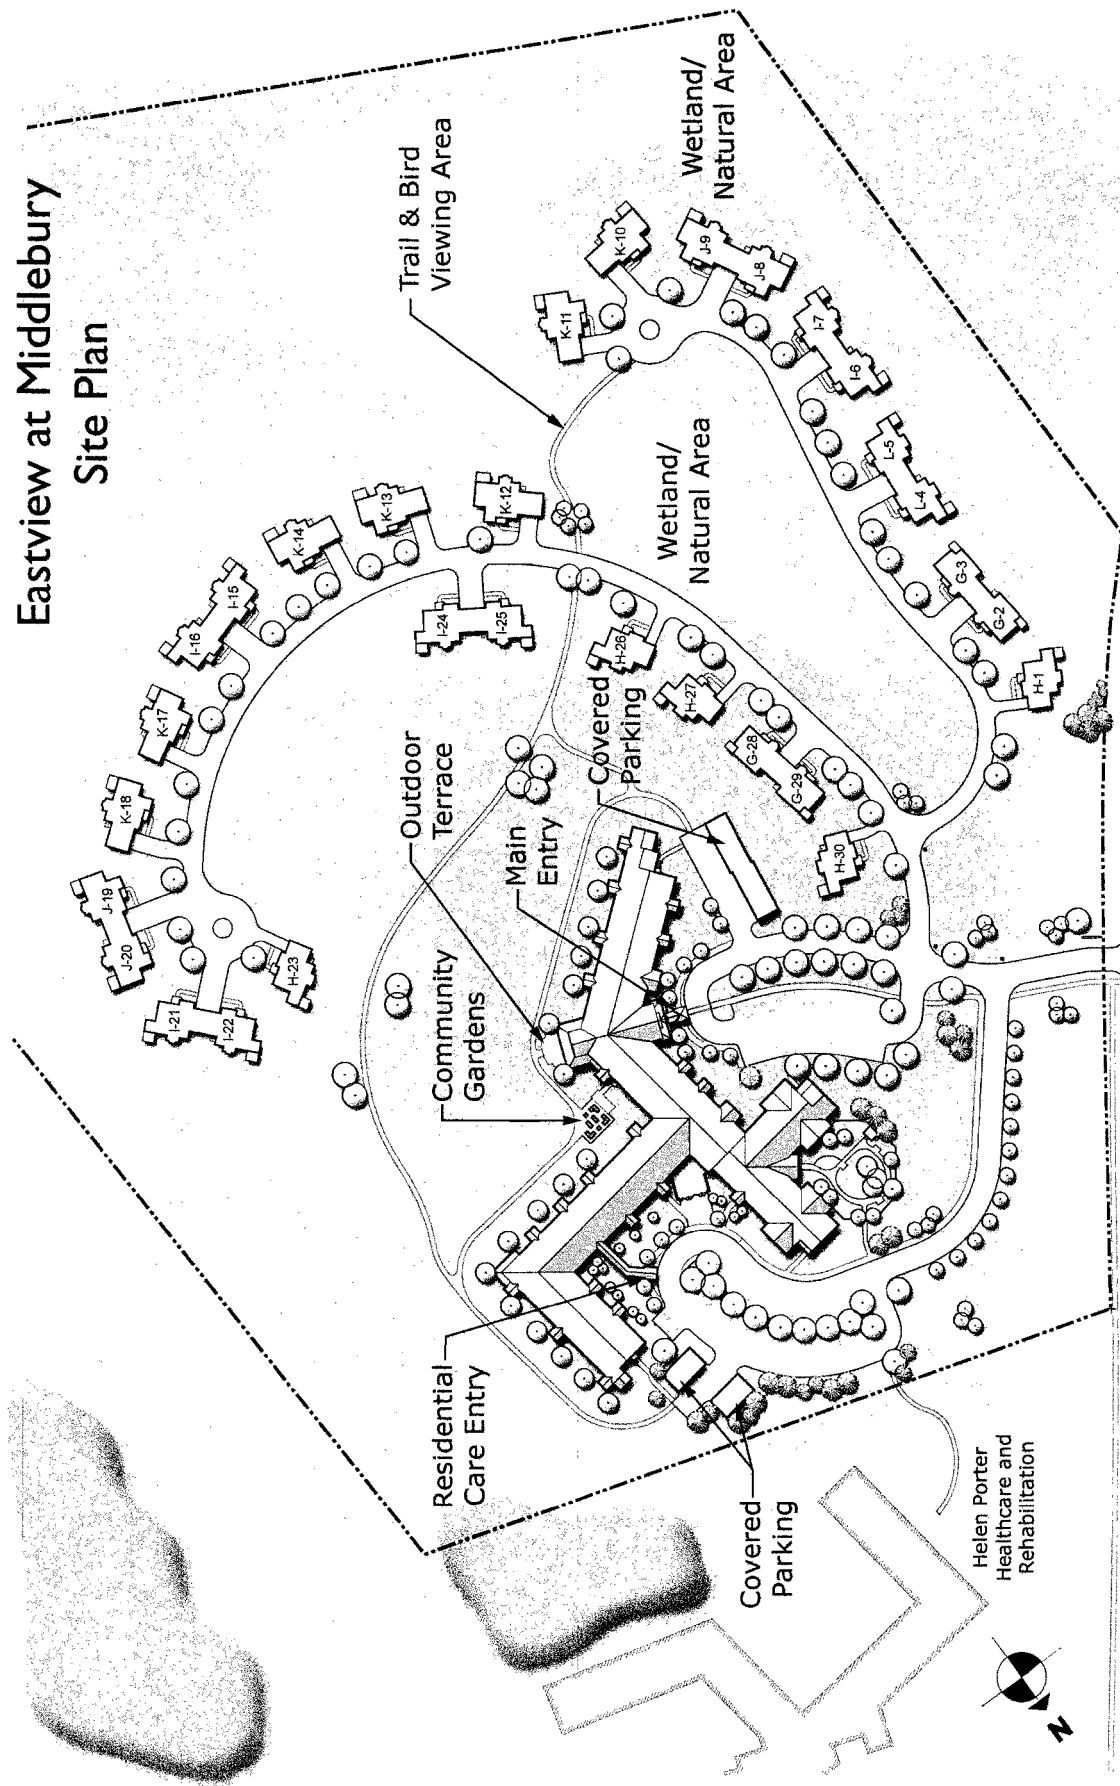 Eastview at Middlebury
Site Plan
Trail & Bird
Viewing Area
Wetland/
Natural Area
Wetland/
Natural Area
Outdoor
Terrace
Main
Entry
Covered
Parking
Community
Gardens
Residential
Care Entry
Covered
Parking
Helen Porter
Healthcare and
Rehabilitation
N
H-1
G-2
G-3
L-4
L-5
I-6
I-7
J-8
J-9
K-10
K-11
K-12
K-13
K-14
I-15
I-16
K-17
K-18
J-19
J-20
I-21
I-22
H-23
I-24
I-25
H-26
H-27
G-28
G-29
H-30